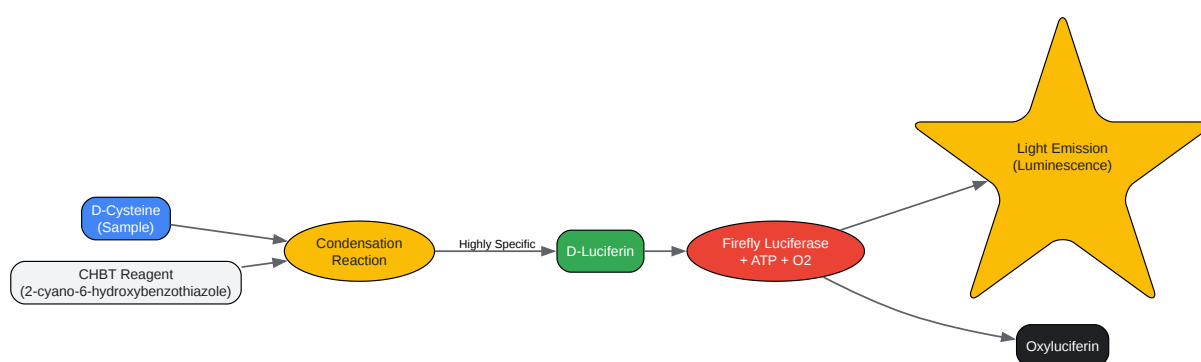 D-Cysteine
(Sample)
CHBT Reagent
(2-cyano-6-hydroxybenzothiazole)
Condensation
Reaction
Highly Specific
D-Luciferin
Firefly Luciferase
+ ATP + O2
Light Emission
(Luminescence)
Oxyluciferin